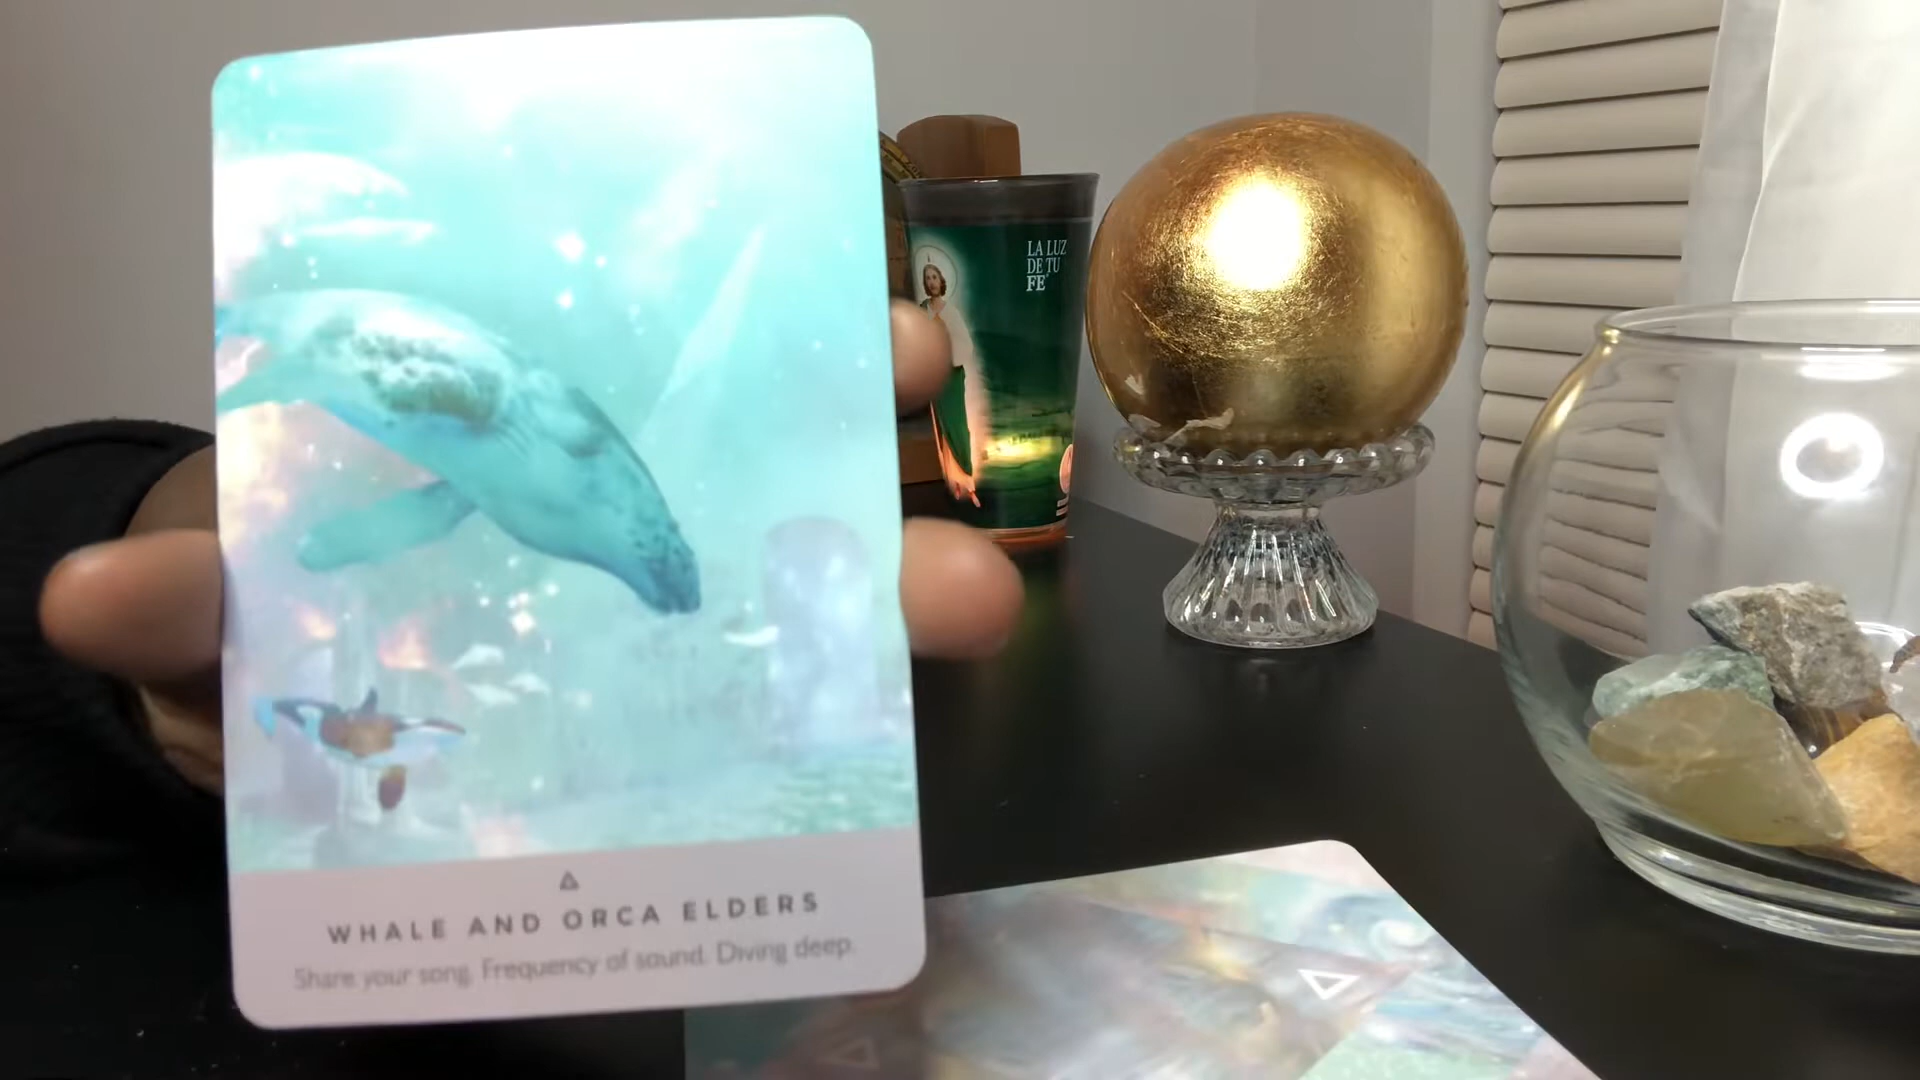 LA LUZ
DE TU
FE
WHALE AND ORCA ELDERS
Share your song. Frequency of sound. Diving deep.